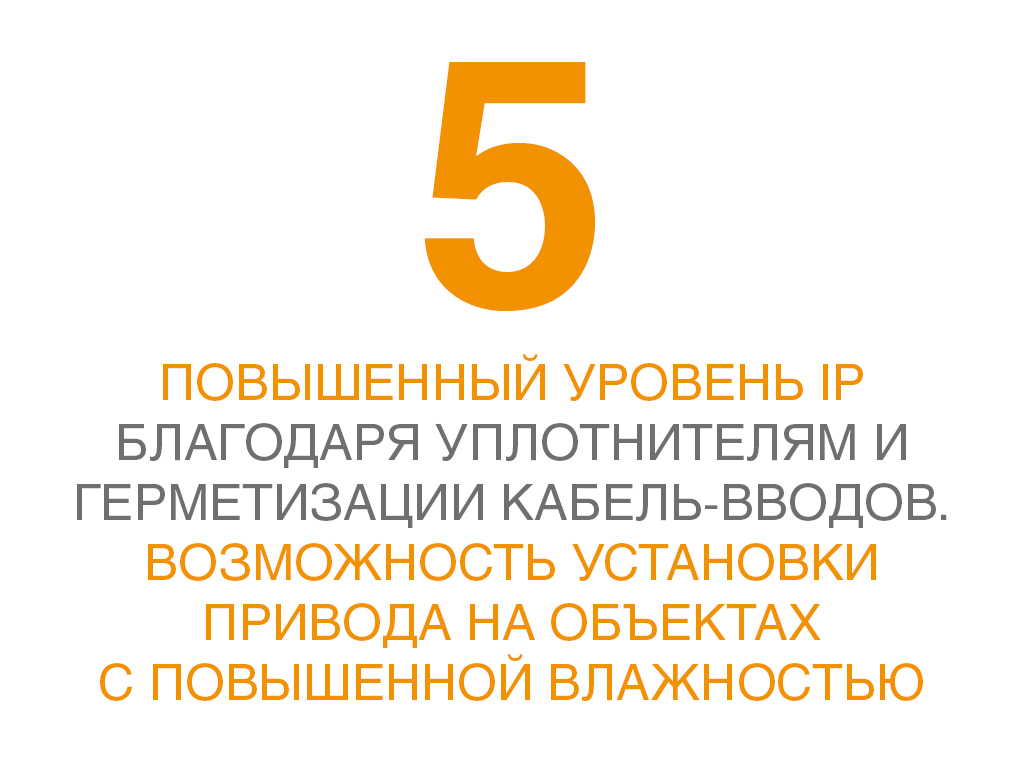 5
ПОВЫШЕННЫЙ УРОВЕНЬ IP
БЛАГОДАРЯ УПЛОТНИТЕЛЯМ И
ГЕРМЕТИЗАЦИИ КАБЕЛЬ-ВВОДОВ.
ВОЗМОЖНОСТЬ УСТАНОВКИ
ПРИВОДА НА ОБЪЕКТАХ
С ПОВЫШЕННОЙ ВЛАЖНОСТЬЮ